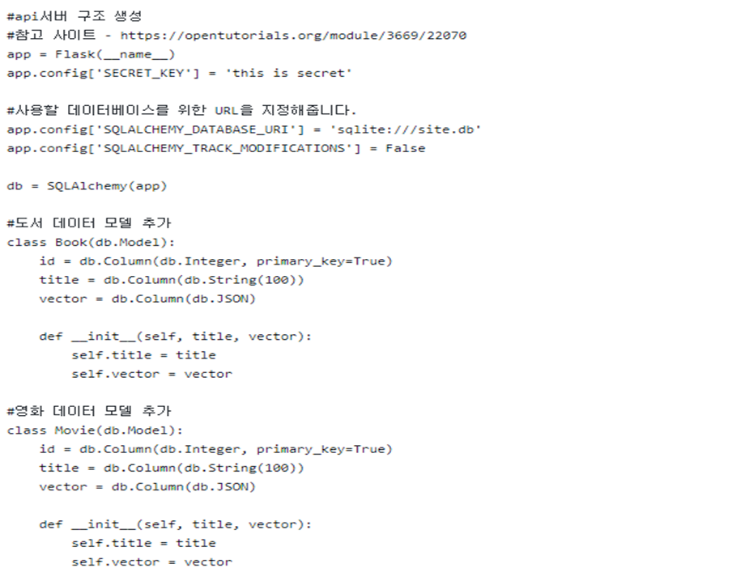 #api서버 구조 생성
#참고 사이트 - https://opentutorials.org/module/3669/22070
app = Flask(__name__)
app.config['SECRET_KEY'] = 'this is secret'

#사용할 데이터베이스를 위한 URL을 지정해줍니다.
app.config['SQLALCHEMY_DATABASE_URI'] = 'sqlite:///site.db'
app.config['SQLALCHEMY_TRACK_MODIFICATIONS'] = False

db = SQLAlchemy(app)

#도서 데이터 모델 추가
class Book(db.Model):
    id = db.Column(db.Integer, primary_key=True)
    title = db.Column(db.String(100))
    vector = db.Column(db.JSON)

    def __init__(self, title, vector):
        self.title = title
        self.vector = vector

#영화 데이터 모델 추가
class Movie(db.Model):
    id = db.Column(db.Integer, primary_key=True)
    title = db.Column(db.String(100))
    vector = db.Column(db.JSON)

    def __init__(self, title, vector):
        self.title = title
        self.vector = vector